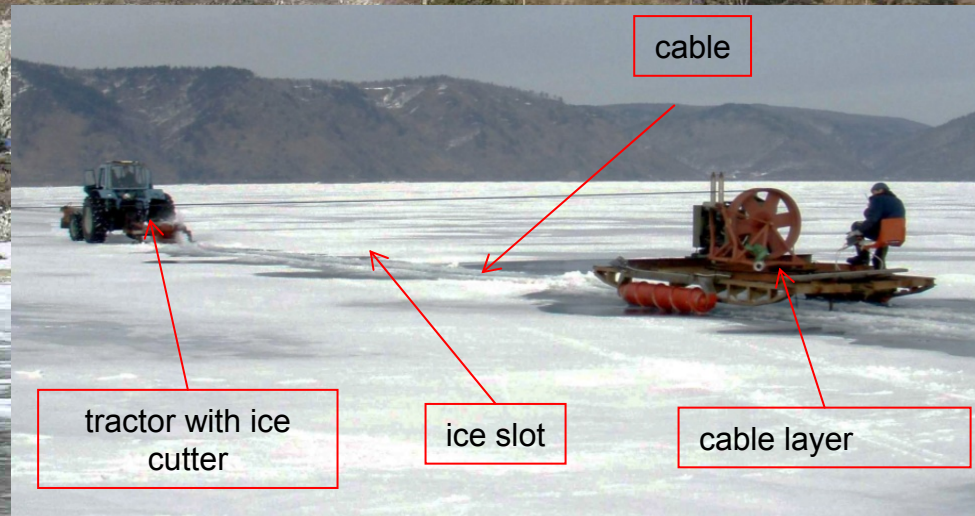 cable
tractor with ice
cutter
ice slot
cable layer